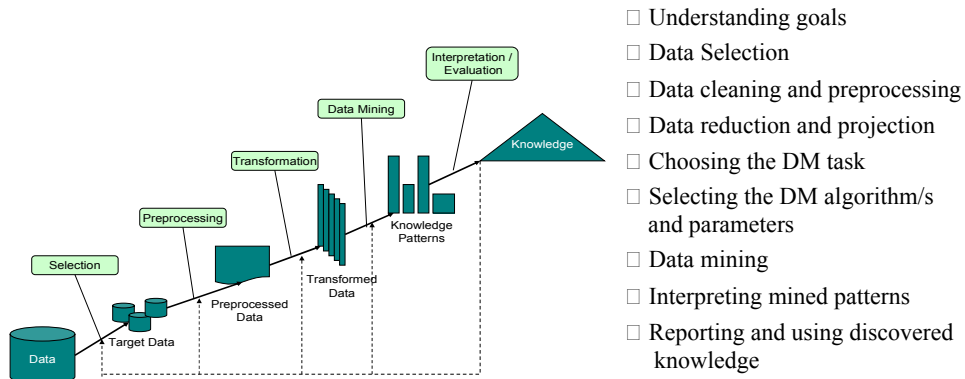 Interpretation /
Evaluation
Data Mining
Knowledge
Transformation
Preprocessing
Knowledge
Patterns
Selection
Transformed
Data
Preprocessed
Data
Target Data
Data
□ Understanding goals
□ Data Selection
□ Data cleaning and preprocessing
□ Data reduction and projection
□ Choosing the DM task
□ Selecting the DM algorithm/s
and parameters
□ Data mining
□ Interpreting mined patterns
□ Reporting and using discovered
knowledge